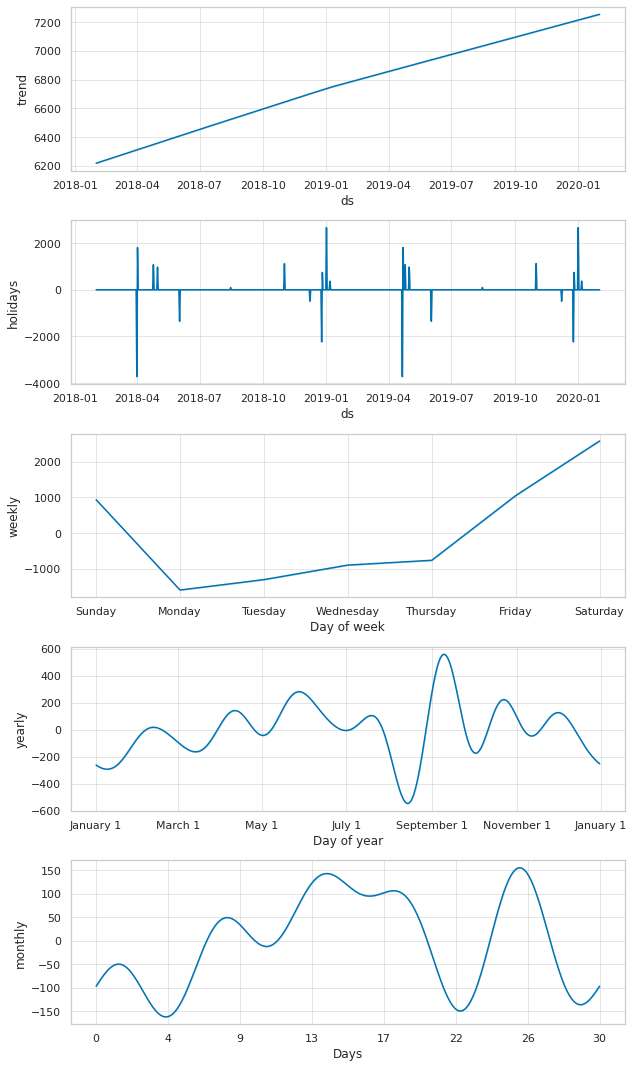 7200
7000
6800
6600
6400
6200
trend
2018-01 2018-04 2018-07 2018-10 2019-01 2019-04 2019-07 2019-10 2020-01
ds
2000
0
−2000
−4000
holidays
2018-01 2018-04 2018-07 2018-10 2019-01 2019-04 2019-07 2019-10 2020-01
ds
2000
1000
0
−1000
weekly
Sunday Monday Tuesday Wednesday Thursday Friday Saturday
Day of week
600
400
200
0
−200
−400
−600
yearly
January 1 March 1 May 1 July 1 September 1 November 1 January 1
Day of year
150
100
50
0
−50
−100
−150
monthly
0 4 9 13 17 22 26 30
Days